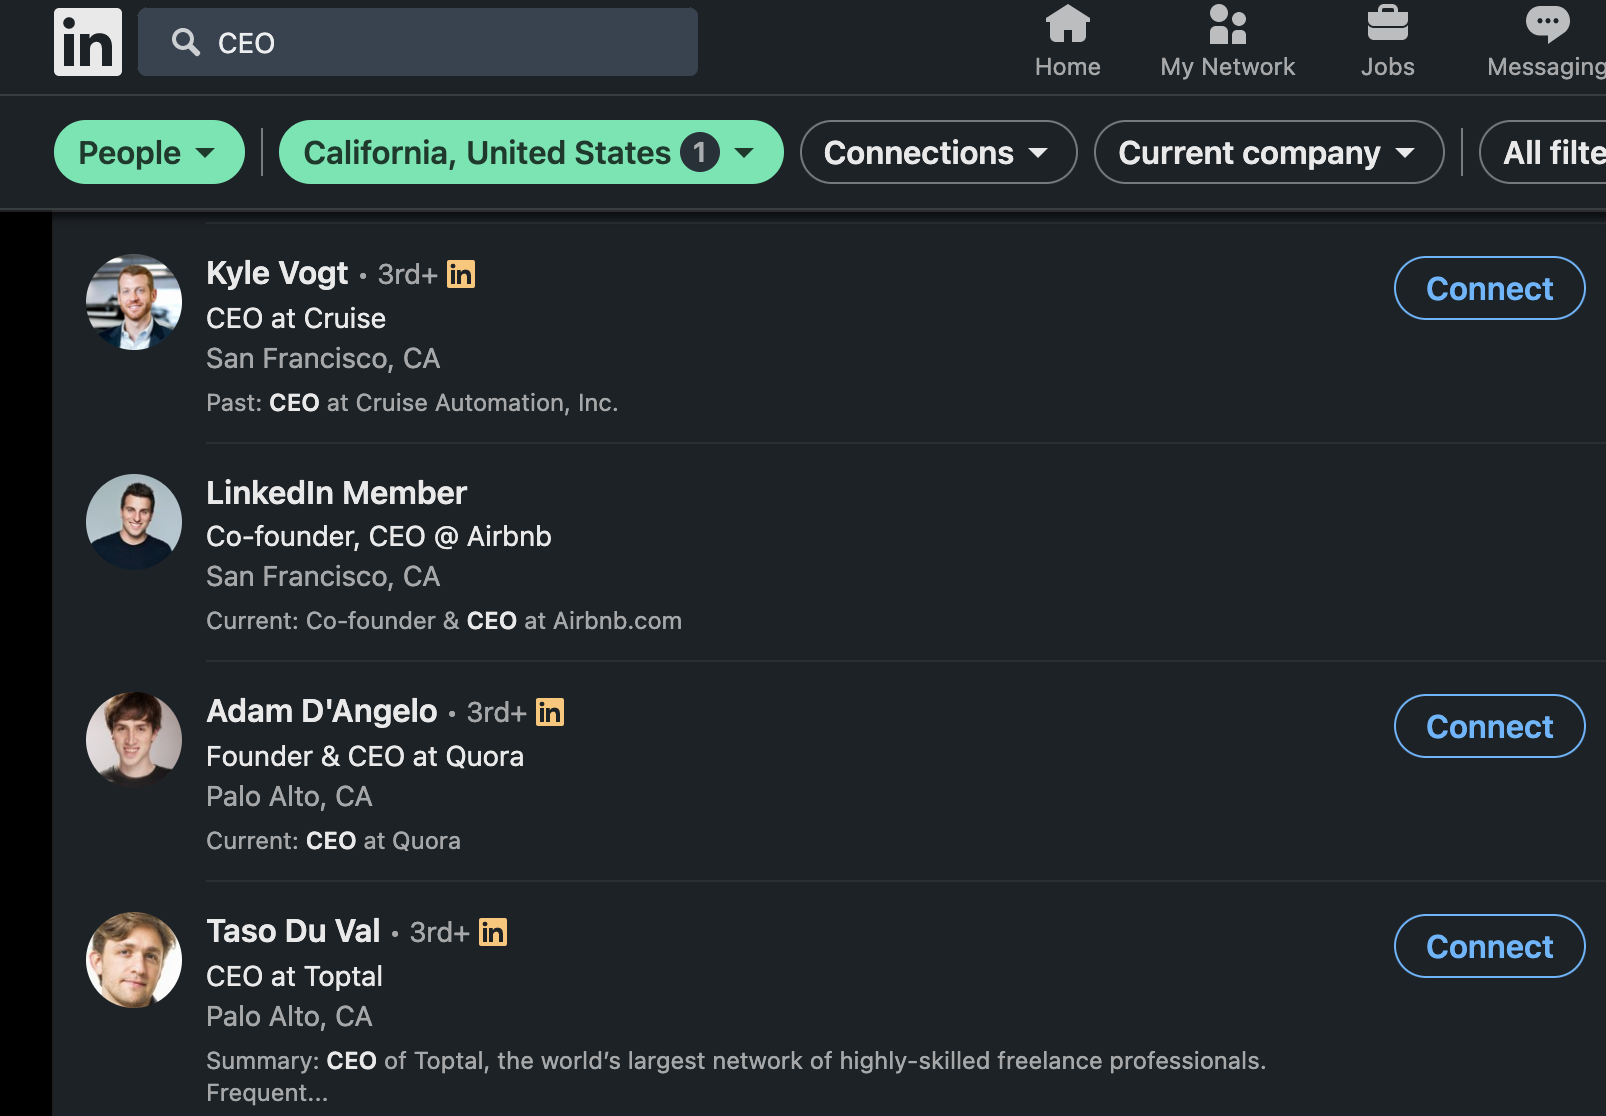 in
CEO
Home
My Network
Jobs
Messaging
People
California, United States 1
Connections
Current company
All filte
Kyle Vogt • 3rd+ in
Connect
CEO at Cruise
San Francisco, CA
Past: CEO at Cruise Automation, Inc.
LinkedIn Member
Co-founder, CEO @ Airbnb
San Francisco, CA
Current: Co-founder & CEO at Airbnb.com
Adam D'Angelo • 3rd+ in
Connect
Founder & CEO at Quora
Palo Alto, CA
Current: CEO at Quora
Taso Du Val • 3rd+ in
Connect
CEO at Toptal
Palo Alto, CA
Summary: CEO of Toptal, the world’s largest network of highly-skilled freelance professionals.
Frequent...